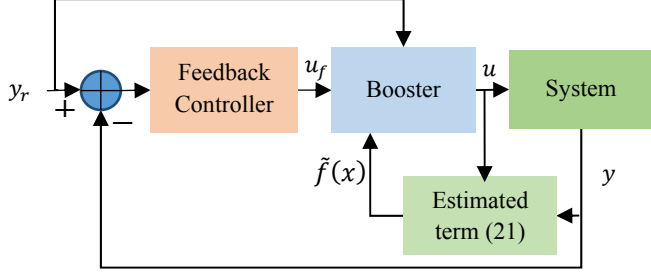 Feedback
Controller
u_f
Booster
u
System
y_r
+
−
f̃(x)
y
Estimated
term (21)